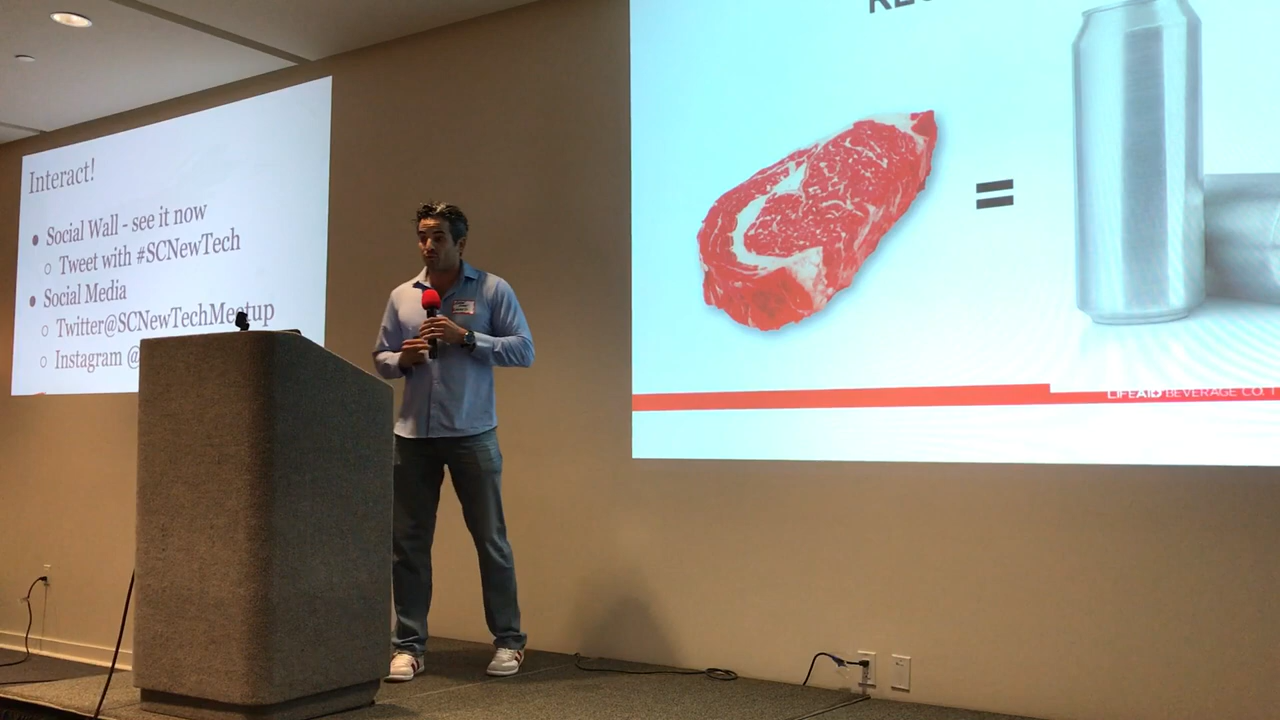 Interact!
● Social Wall - see it now
○ Tweet with #SCNewTech
● Social Media
○ Twitter@SCNewTechMeetup
○ Instagram @
=
LIFEAID BEVERAGE CO. |